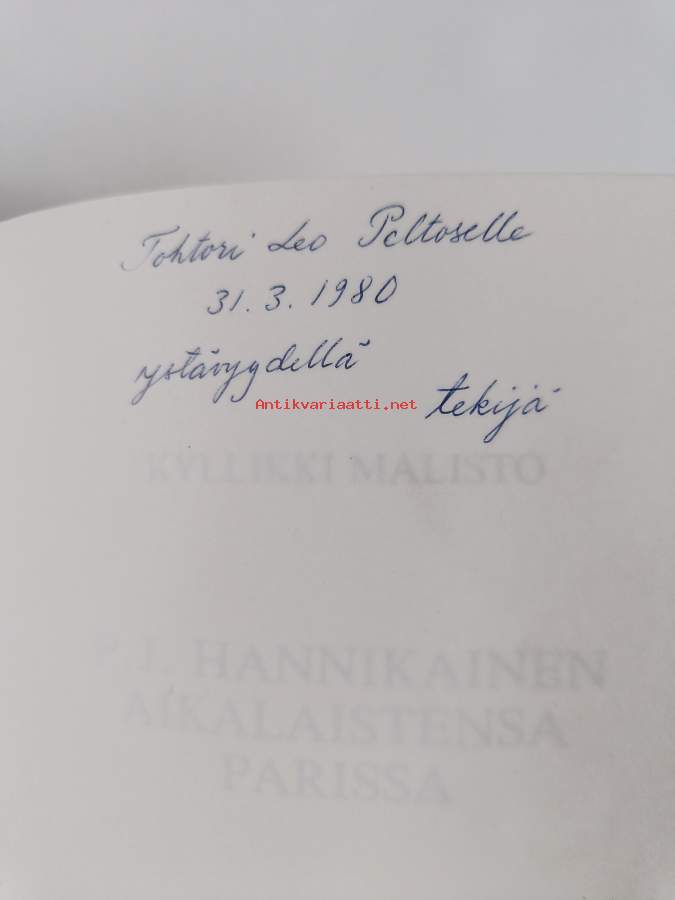 Tohtori Leo Peltoselle
31.3.1980
ystävyydellä
Antikvariaatti.net
tekijä
KYLLIKKI MALISTO
P.J. HANNIKAINEN
AIKALAISTENSA
PARISSA